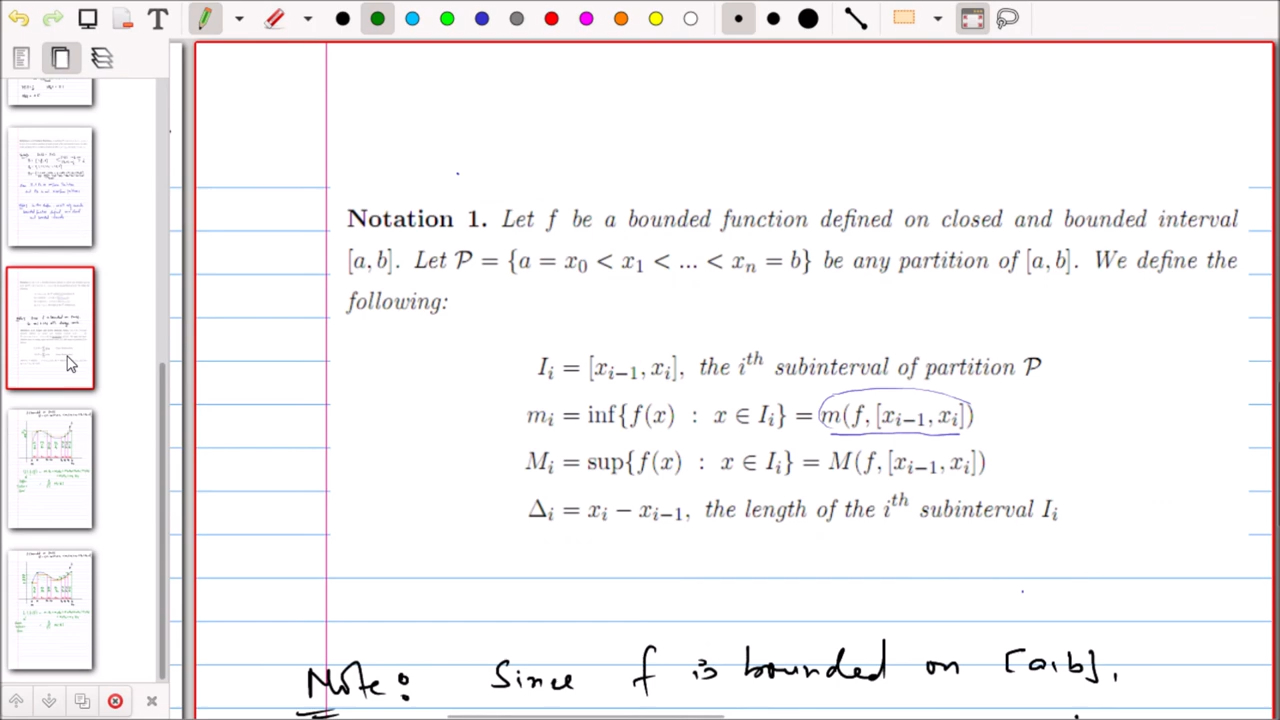 Notation 1. Let f be a bounded function defined on closed and bounded interval
[a, b]. Let P = {a = x₀ < x₁ < ... < xₙ = b} be any partition of [a, b]. We define the
following:
Iᵢ = [xᵢ₋₁, xᵢ], the iᵗʰ subinterval of partition P
mᵢ = inf{f(x) : x ∈ Iᵢ} = m(f, [xᵢ₋₁, xᵢ])
Mᵢ = sup{f(x) : x ∈ Iᵢ} = M(f, [xᵢ₋₁, xᵢ])
Δᵢ = xᵢ − xᵢ₋₁, the length of the iᵗʰ subinterval Iᵢ
Note: Since f is bounded on [a, b],